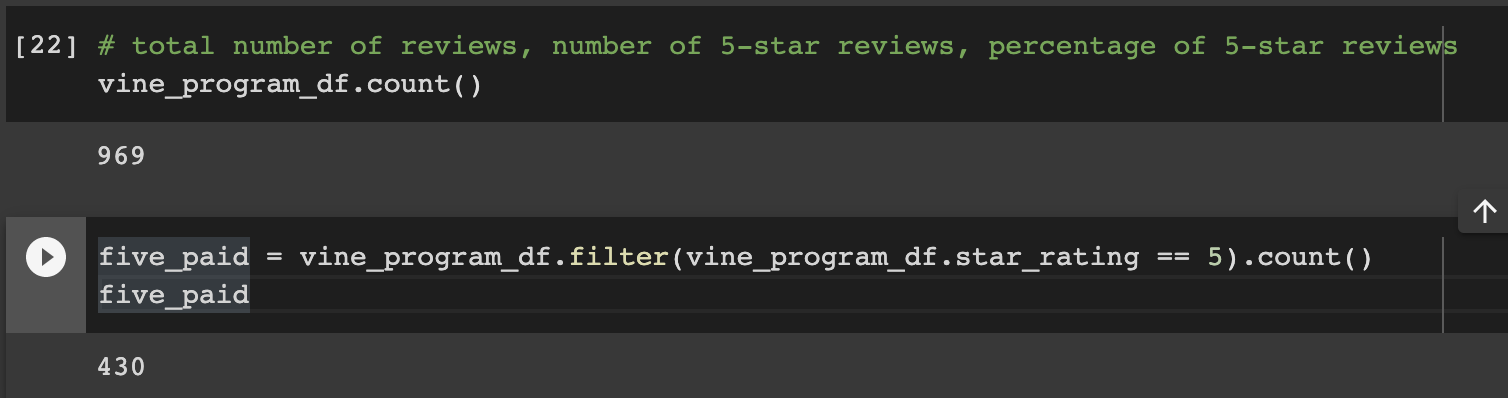 [22] # total number of reviews, number of 5-star reviews, percentage of 5-star reviews
vine_program_df.count()
969
five_paid = vine_program_df.filter(vine_program_df.star_rating == 5).count()
five_paid
430